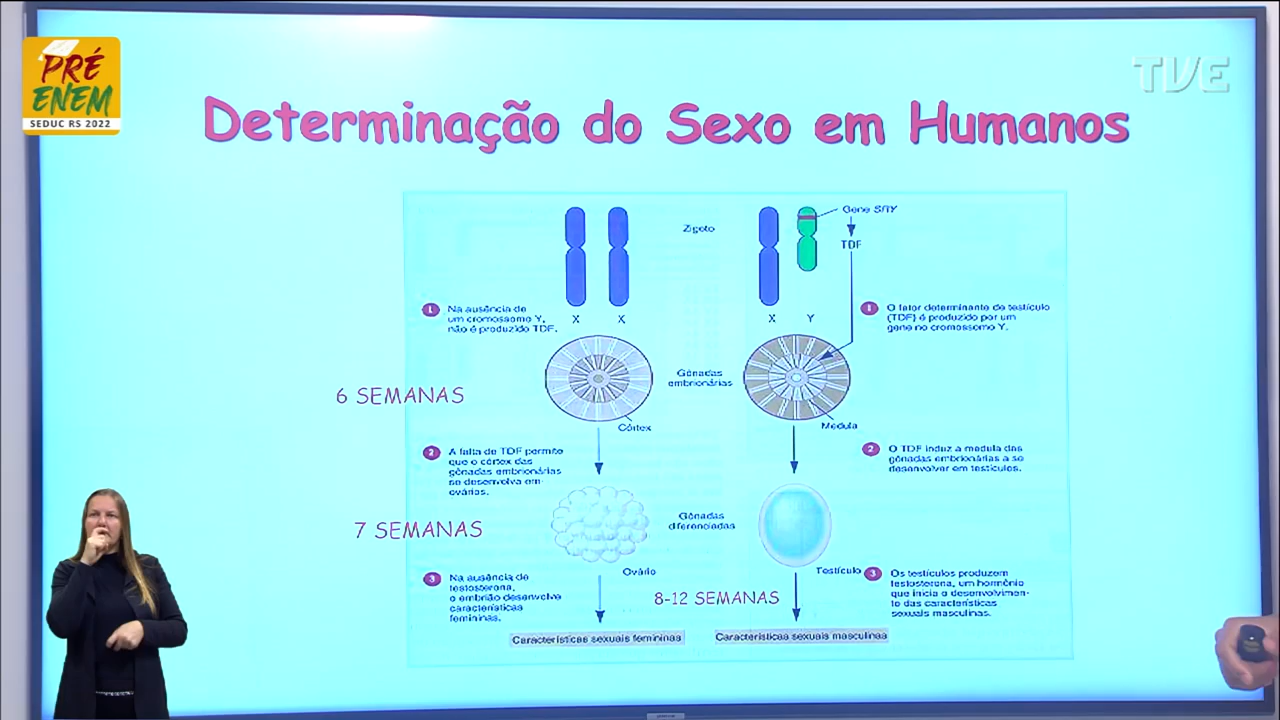 PRÉ
ENEM
SEDUC RS 2022
TVE
Determinação do Sexo em Humanos
Zigoto
Gene SRY
TDF
1 Na ausência de
um cromossomo Y,
não é produzido TDF.
X X
X Y
1 O fator determinante de testículo
(TDF) é produzido por um
gene no cromossomo Y.
6 SEMANAS
Gônadas
embrionárias
Córtex
Medula
2 A falta de TDF permite
que o córtex das
gônadas embrionárias
se desenvolva em
ovários.
2 O TDF induz a medula das
gônadas embrionárias a se
desenvolver em testículos.
7 SEMANAS
Gônadas
diferenciadas
Ovário
Testículo
3 Na ausência de
testosterona,
o embrião desenvolve
características
femininas.
8-12 SEMANAS
3 Os testículos produzem
testosterona, um hormônio
que inicia o desenvolvimen-
to das características
sexuais masculinas.
Características sexuais femininas
Características sexuais masculinas